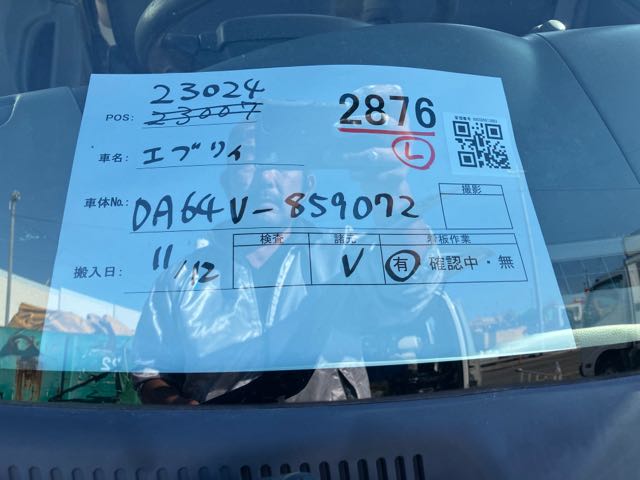 23024
POS: 23007
2876
L
車名: エブリィ
車体No.: DA64V-859072
撮影
搬入日: 11/12
検査 諸元 看板作業
V 有 確認中・無